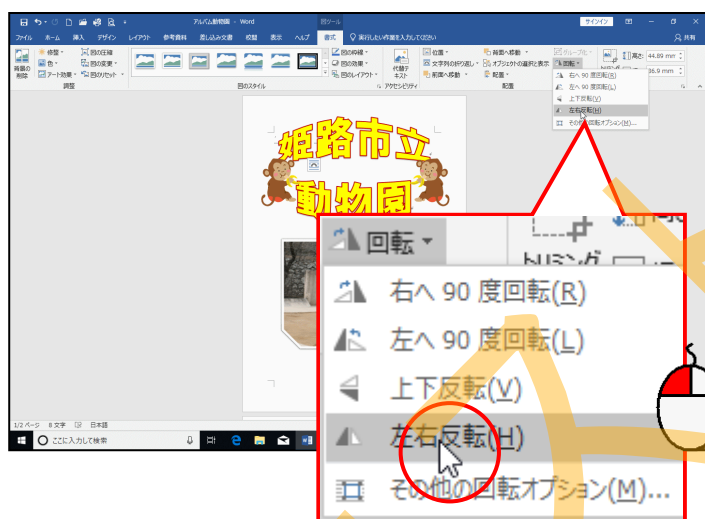 アルバム動物園 - Word
図ツール
サインイン
ファイル ホーム 挿入 デザイン レイアウト 参考資料 差し込み文書 校閲 表示 ヘルプ 書式 実行したい作業を入力してください 共有
背景の
削除
修整
色
アート効果
図の圧縮
図の変更
図のリセット
調整
図のスタイル
図の枠線
図の効果
図のレイアウト
代替テ
キスト
アクセシビリティ
位置
文字列の折り返し
前面へ移動
背面へ移動
オブジェクトの選択と表示
配置
グループ化
回転
配置
高さ: 44.89 mm
36.9 mm
右へ 90 度回転(R)
左へ 90 度回転(L)
上下反転(V)
左右反転(H)
その他の回転オプション(M)...
姫路市立
動物園
回転
トリミング
右へ 90 度回転(R)
左へ 90 度回転(L)
上下反転(V)
左右反転(H)
その他の回転オプション(M)...
1/2 ページ 8 文字 日本語
ここに入力して検索